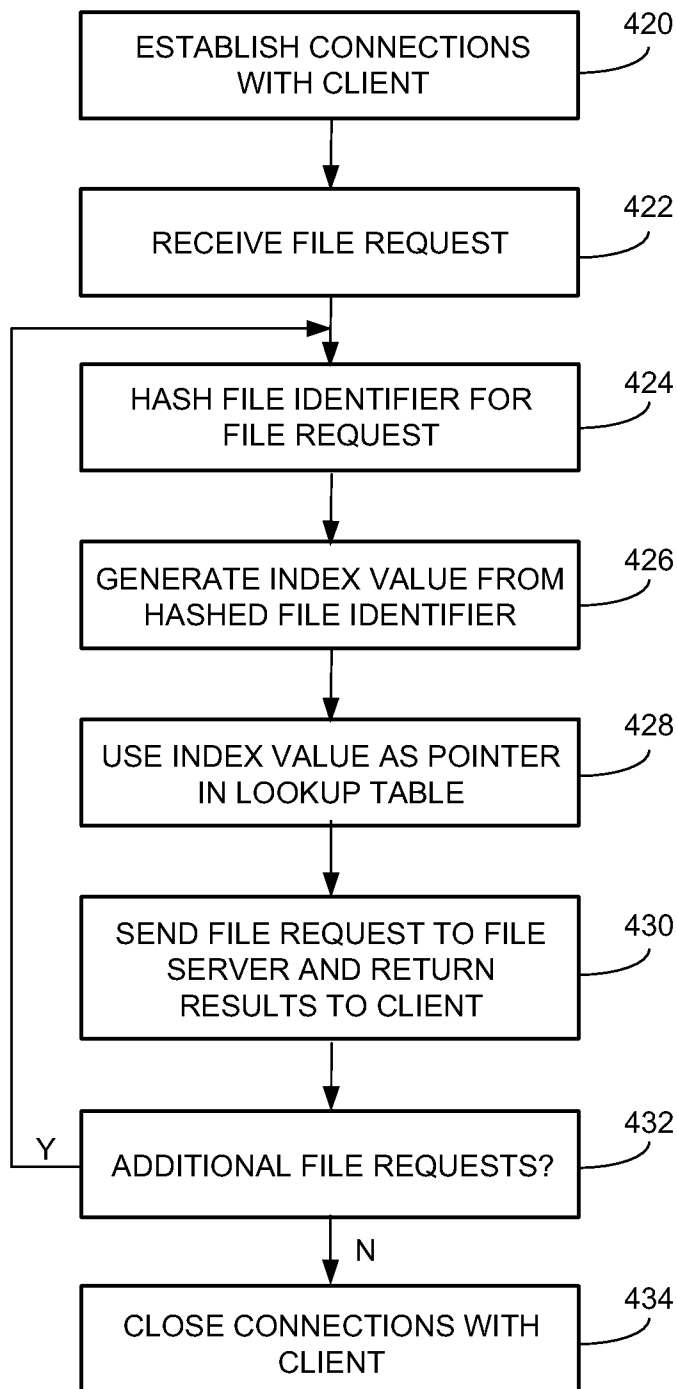 420
ESTABLISH CONNECTIONS
WITH CLIENT
422
RECEIVE FILE REQUEST
424
HASH FILE IDENTIFIER FOR
FILE REQUEST
426
GENERATE INDEX VALUE FROM
HASHED FILE IDENTIFIER
428
USE INDEX VALUE AS POINTER
IN LOOKUP TABLE
430
SEND FILE REQUEST TO FILE
SERVER AND RETURN
RESULTS TO CLIENT
432
Y
ADDITIONAL FILE REQUESTS?
N
434
CLOSE CONNECTIONS WITH
CLIENT